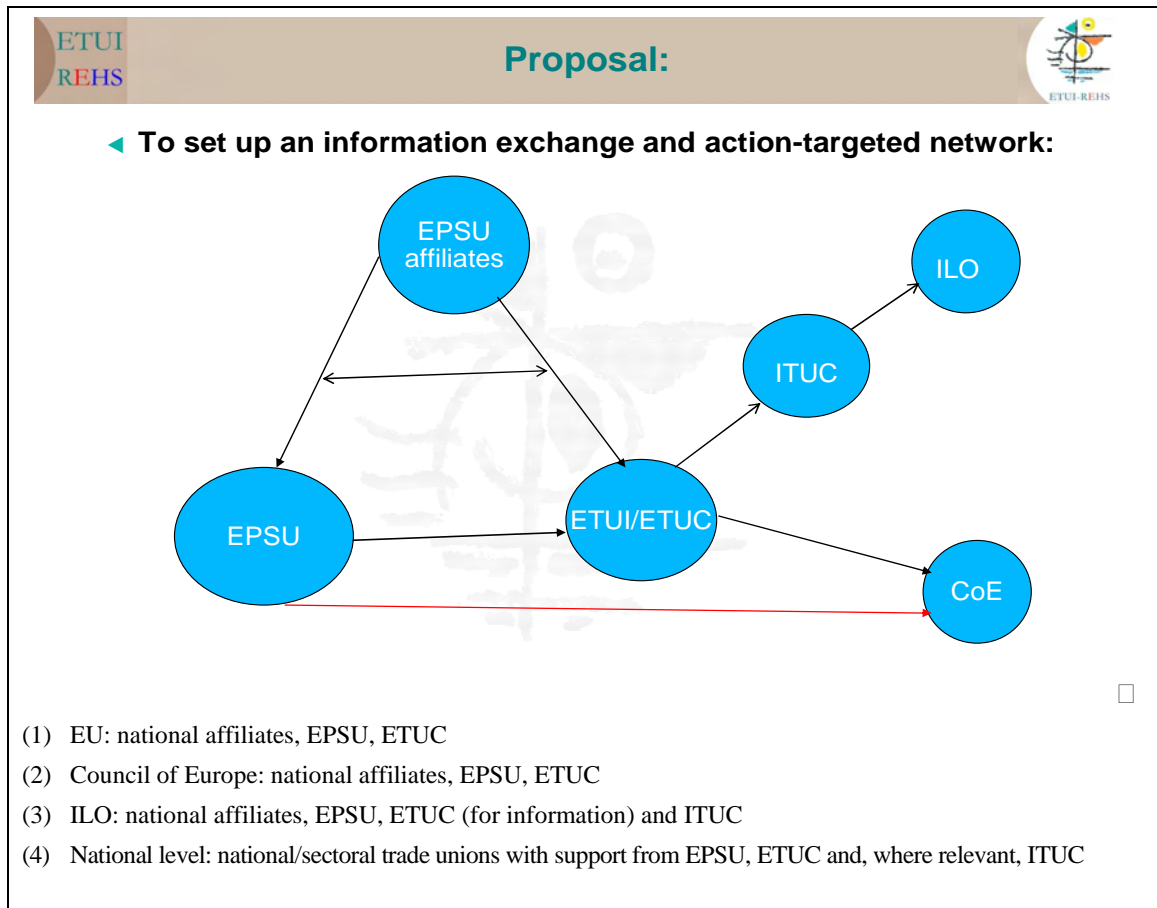 ETUI
REHS
Proposal:
ETUI-REHS
To set up an information exchange and action-targeted network:
EPSU
affiliates
ILO
ITUC
EPSU
ETUI/ETUC
CoE
(1) EU: national affiliates, EPSU, ETUC
(2) Council of Europe: national affiliates, EPSU, ETUC
(3) ILO: national affiliates, EPSU, ETUC (for information) and ITUC
(4) National level: national/sectoral trade unions with support from EPSU, ETUC and, where relevant, ITUC